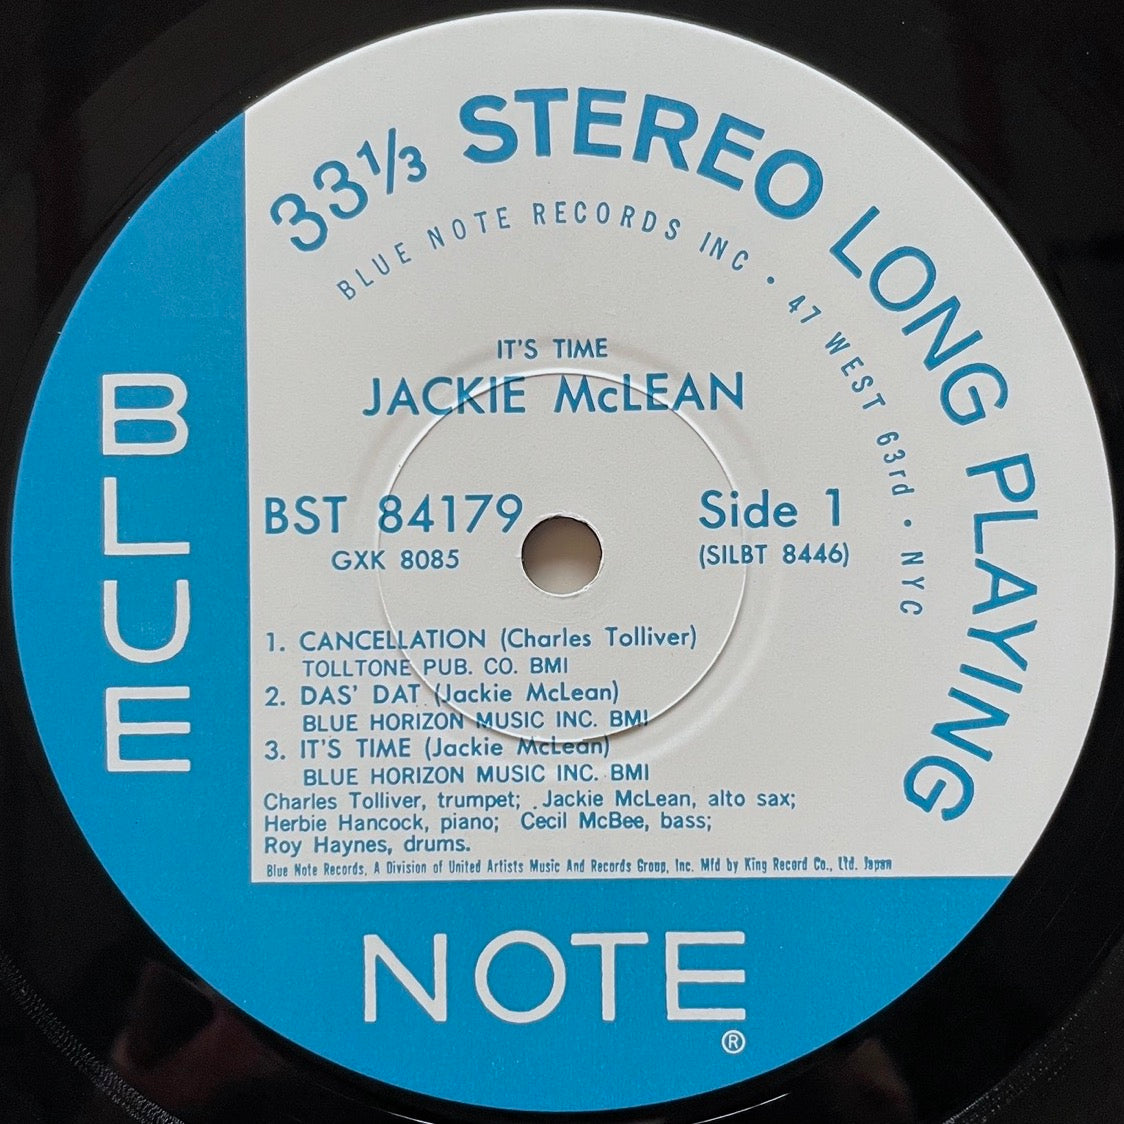 33⅓ STEREO LONG PLAYING
BLUE NOTE RECORDS INC • 47 WEST 63rd • NYC
IT'S TIME
JACKIE McLEAN
BST 84179 Side 1
GXK 8085 (SILBT 8446)
1. CANCELLATION (Charles Tolliver)
TOLLTONE PUB. CO. BMI
2. DAS' DAT (Jackie McLean)
BLUE HORIZON MUSIC INC. BMI
3. IT'S TIME (Jackie McLean)
BLUE HORIZON MUSIC INC. BMI
Charles Tolliver, trumpet; Jackie McLean, alto sax;
Herbie Hancock, piano; Cecil McBee, bass;
Roy Haynes, drums.
Blue Note Records, A Division of United Artists Music And Records Group, Inc. Mfd by King Record Co., Ltd. Japan
BLUE
NOTE
®